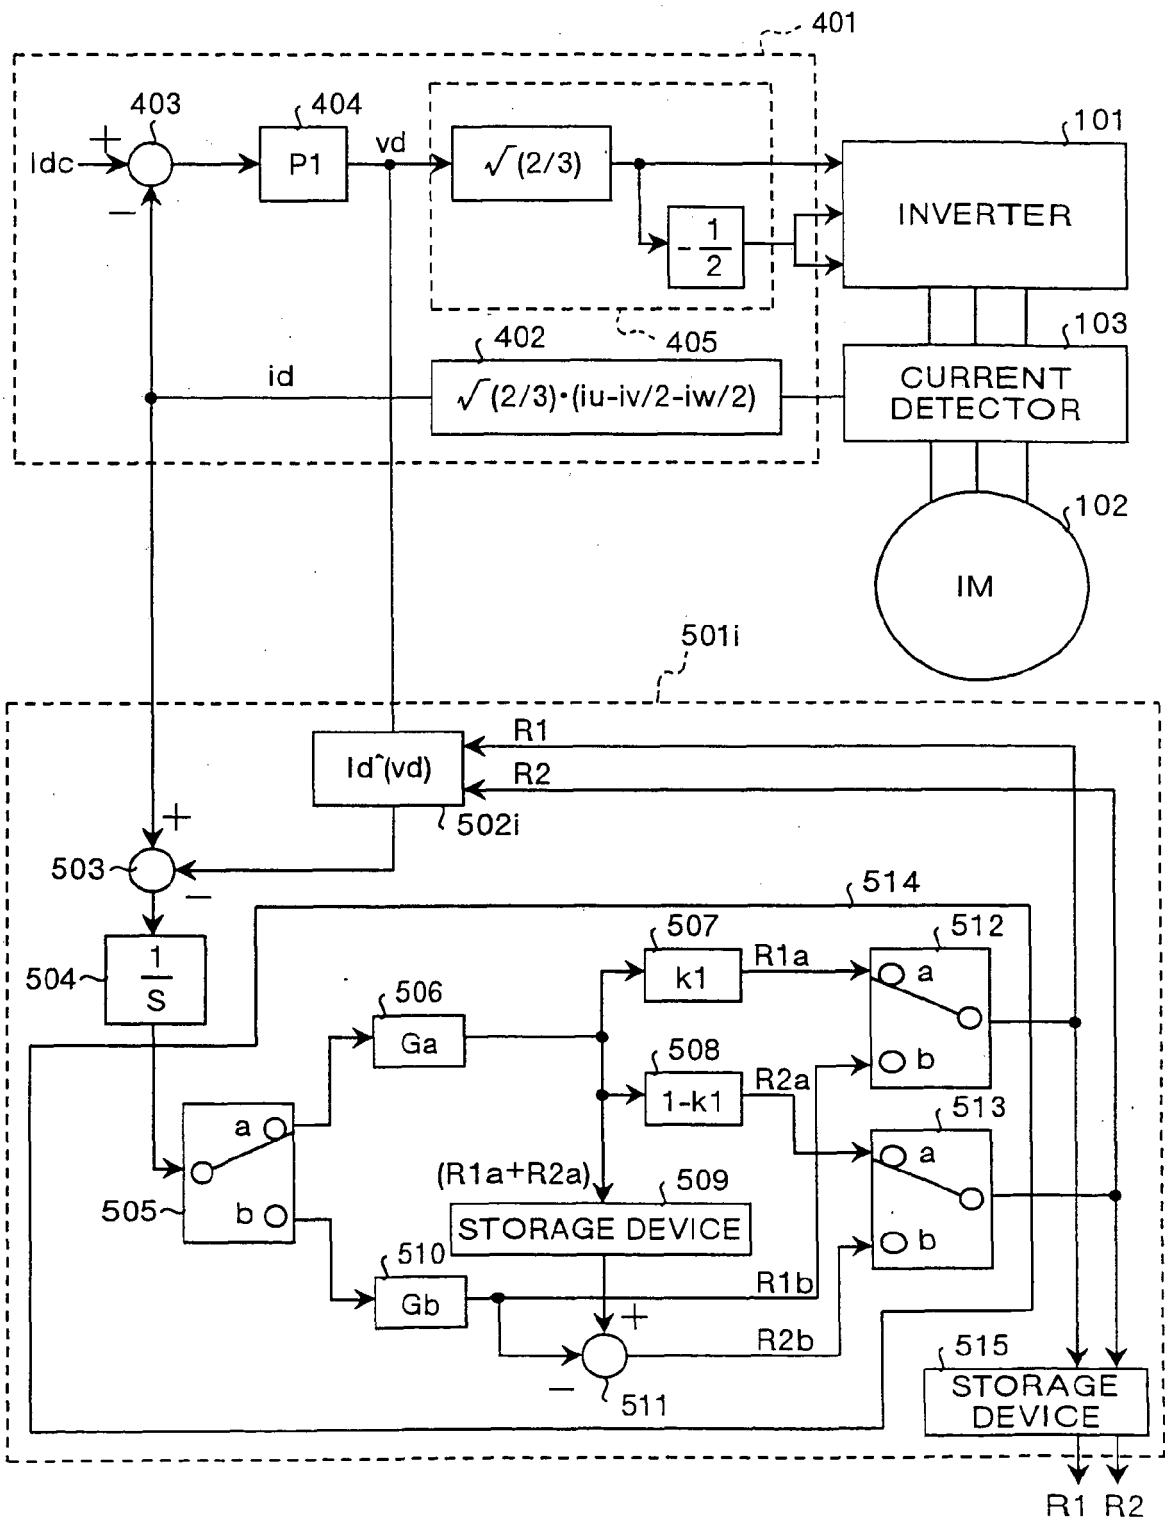 401
403
404
101
+
Idc
P1
vd
√(2/3)
INVERTER
−
- 1/2
402
405
103
id
√(2/3)•(iu-iv/2-iw/2)
CURRENT
DETECTOR
102
IM
501i
R1
Id^(vd)
R2
502i
+
503
−
514
507
512
1
S
504
R1a
a
k1
506
Ga
508
b
R2a
1-k1
513
a
a
(R1a+R2a)
509
505
b
STORAGE DEVICE
b
510
R1b
Gb
+
R2b
515
−
511
STORAGE
DEVICE
R1 R2